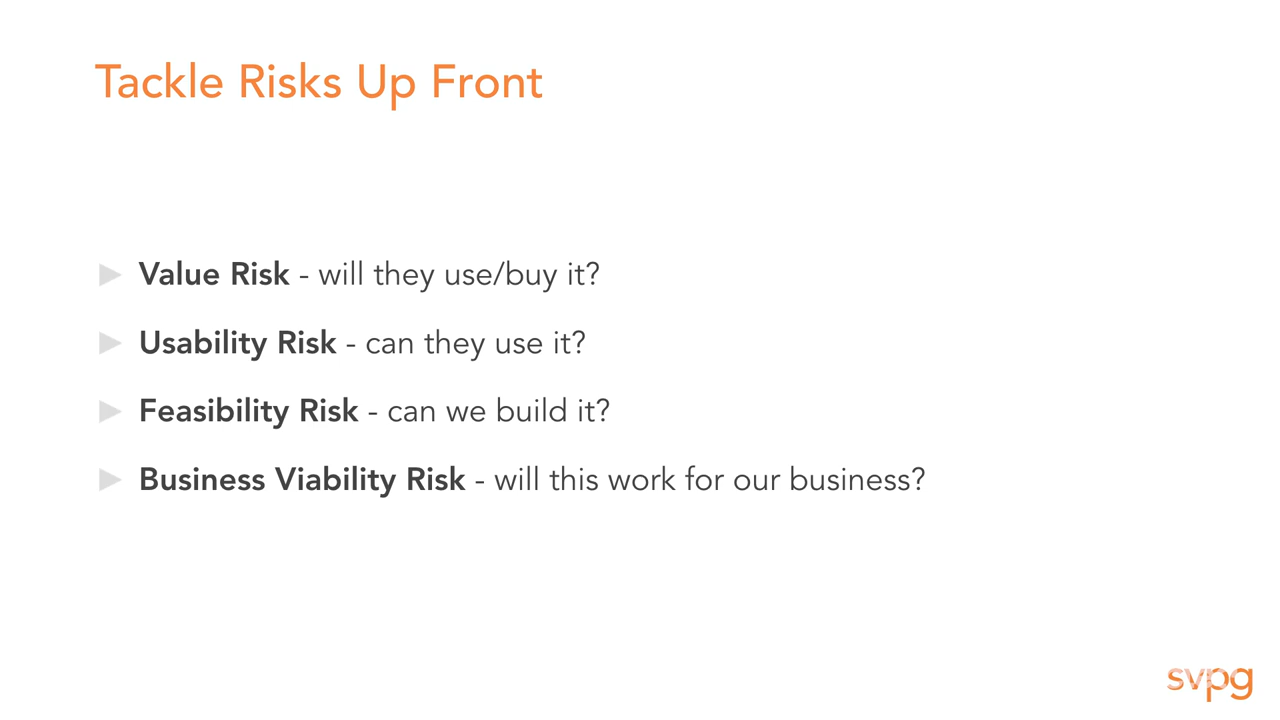 Tackle Risks Up Front
Value Risk - will they use/buy it?
Usability Risk - can they use it?
Feasibility Risk - can we build it?
Business Viability Risk - will this work for our business?
svpg